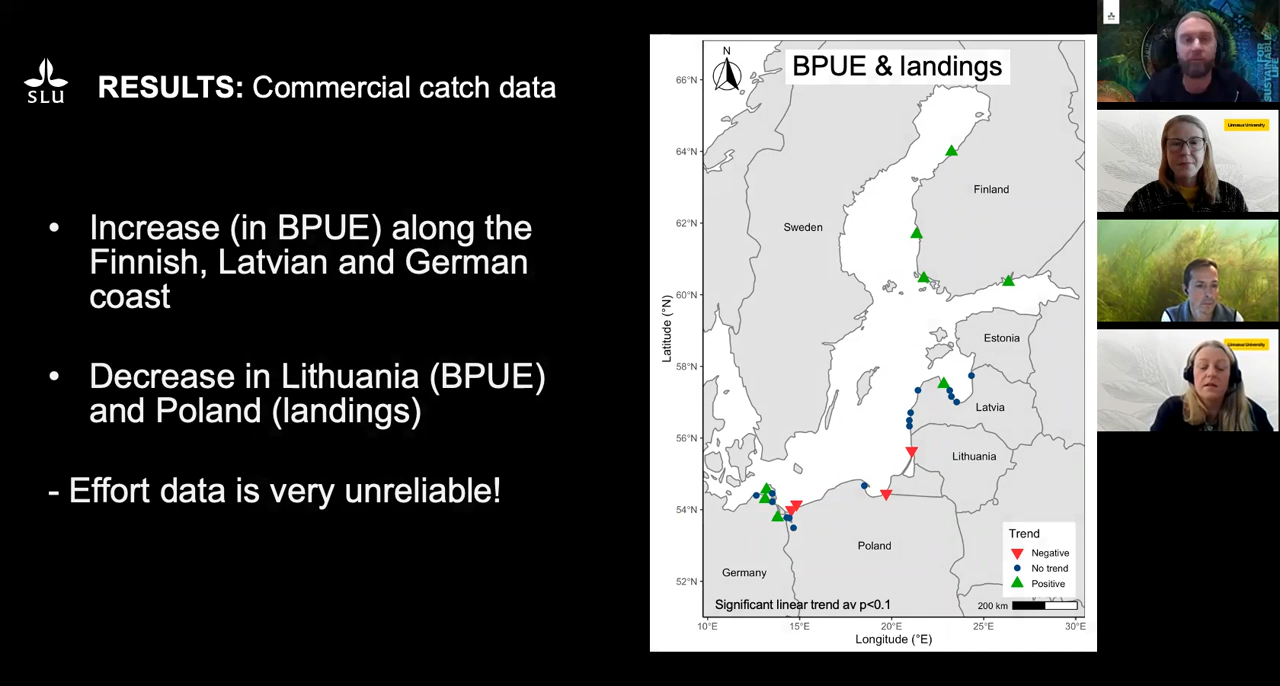 SLU
RESULTS: Commercial catch data
• Increase (in BPUE) along the
Finnish, Latvian and German
coast
• Decrease in Lithuania (BPUE)
and Poland (landings)
- Effort data is very unreliable!
BPUE & landings
N
66°N
64°N
62°N
60°N
58°N
56°N
54°N
52°N
Latitude (°N)
Finland
Sweden
Estonia
Latvia
Lithuania
Poland
Germany
Trend
Negative
No trend
Positive
Significant linear trend av p<0.1
200 km
10°E
15°E
20°E
25°E
30°E
Longitude (°E)
FOR
SUSTAINABLE
LIFE
Linnæus University
Linnæus University